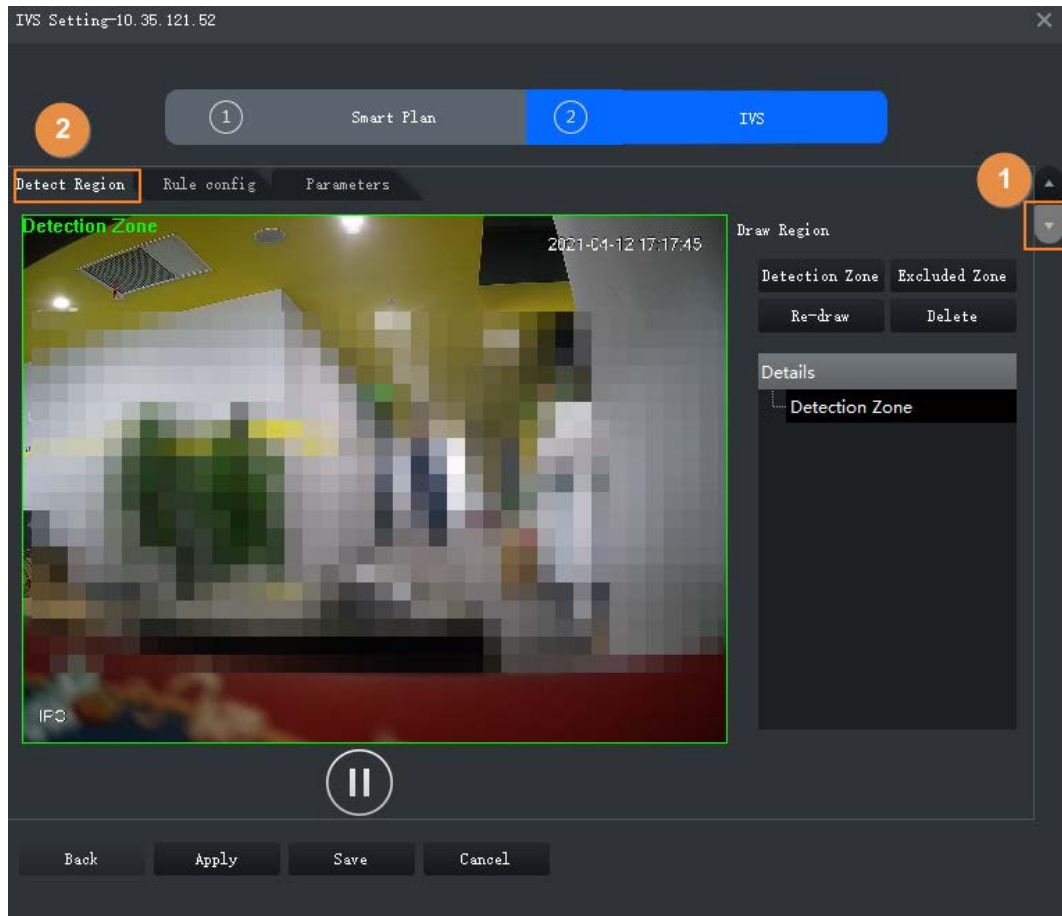 IVS Setting-10.35.121.52
1 Smart Plan 2 IVS
2
1
Detect Region Rule config Parameters
Detection Zone
2021-04-12 17:17:45
Draw Region
Detection Zone Excluded Zone
Re-draw Delete
Details
Detection Zone
IPC
Back Apply Save Cancel